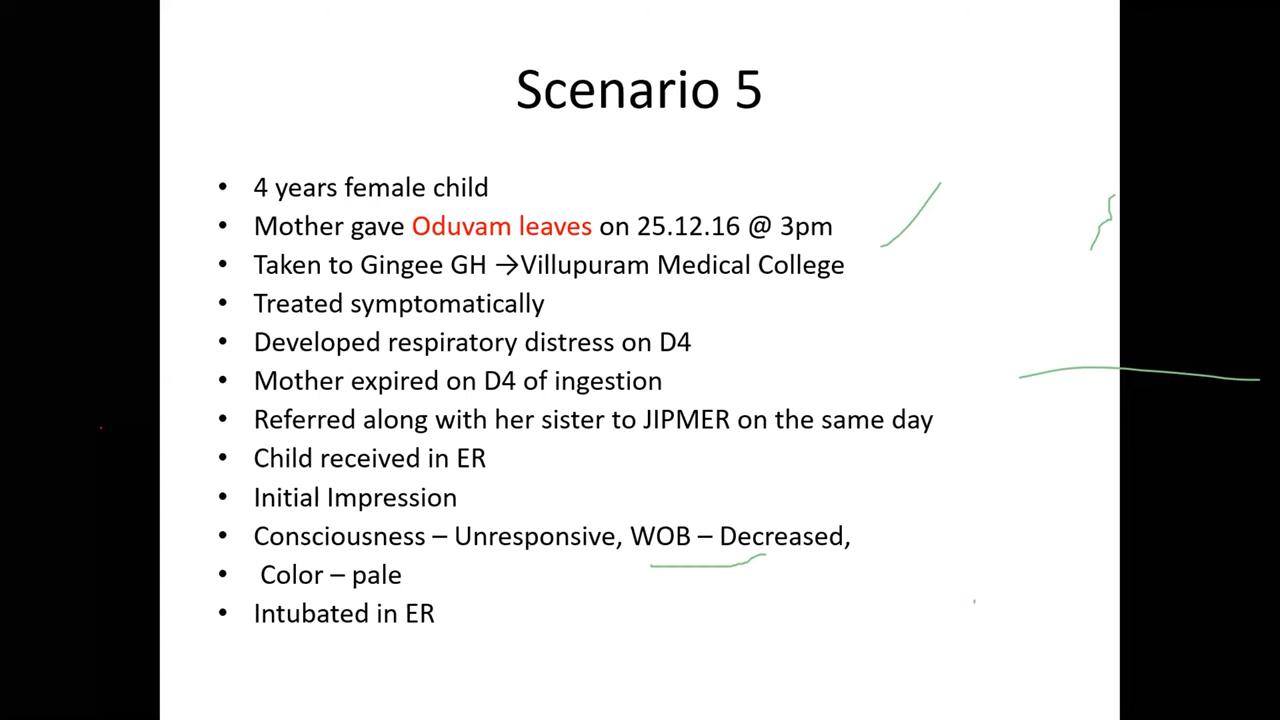 Scenario 5
• 4 years female child
• Mother gave Oduvam leaves on 25.12.16 @ 3pm
• Taken to Gingee GH →Villupuram Medical College
• Treated symptomatically
• Developed respiratory distress on D4
• Mother expired on D4 of ingestion
• Referred along with her sister to JIPMER on the same day
• Child received in ER
• Initial Impression
• Consciousness – Unresponsive, WOB – Decreased,
• Color – pale
• Intubated in ER